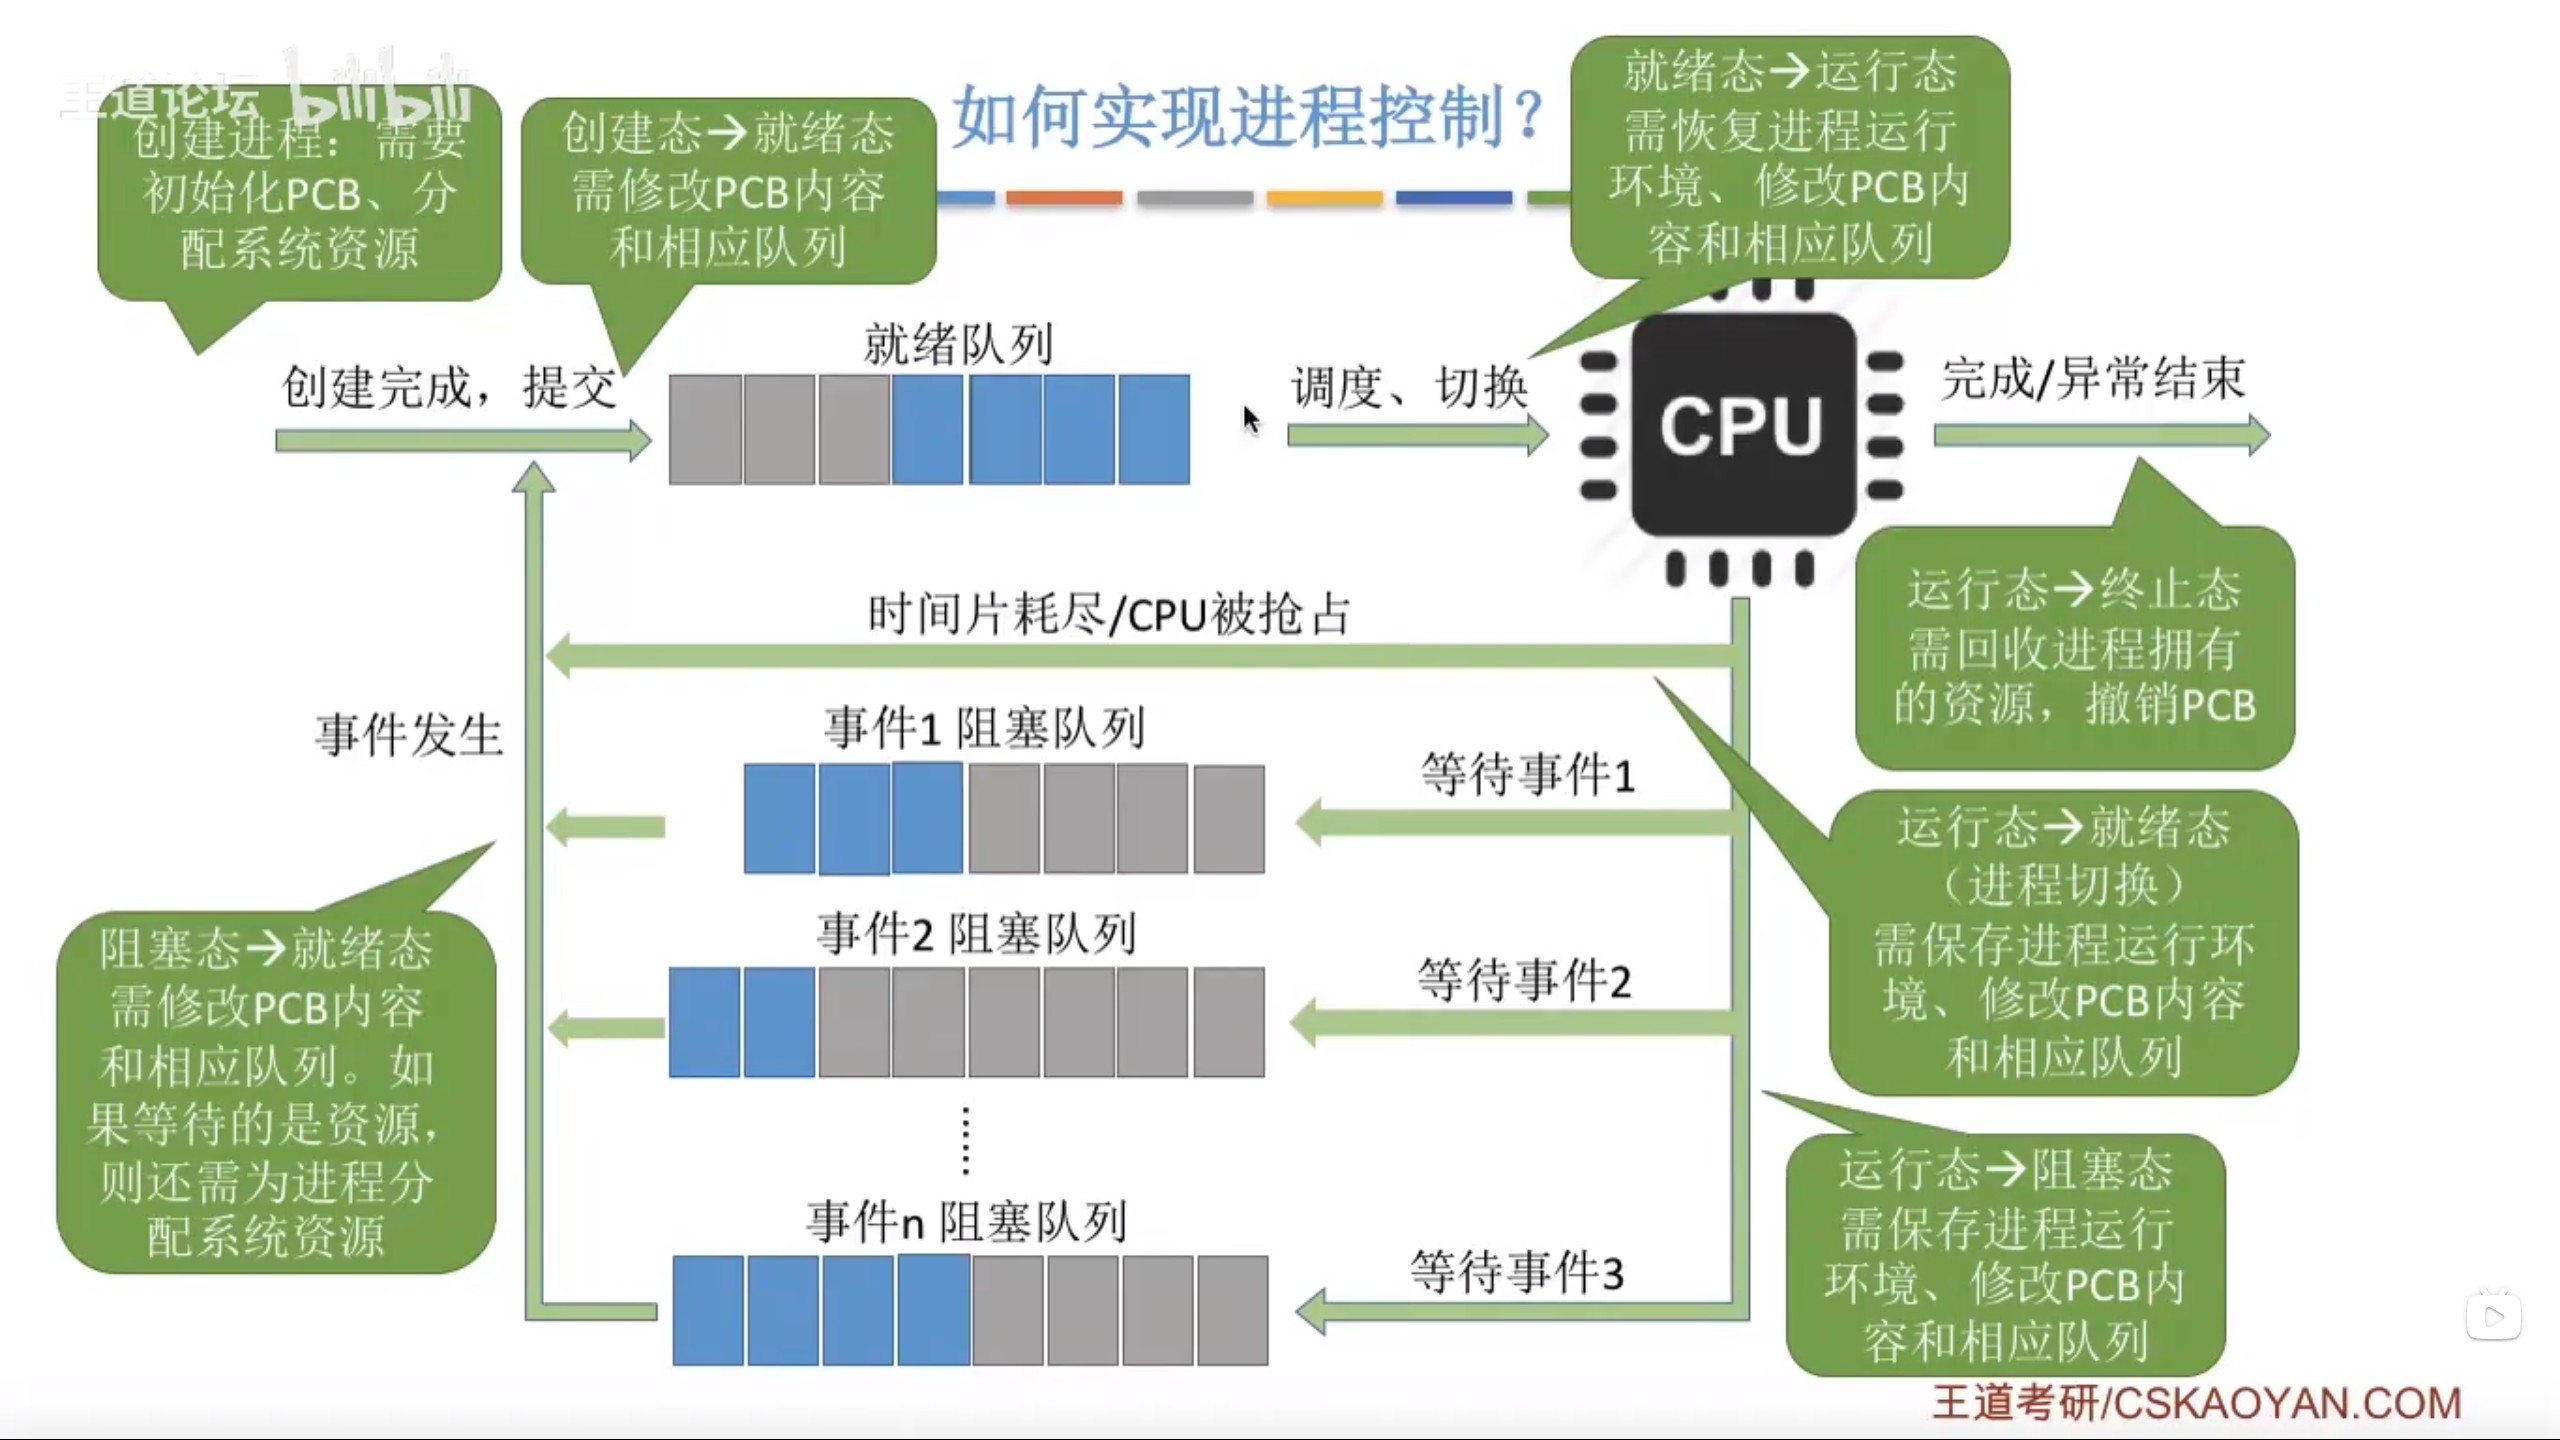 王道论坛 bilibili
如何实现进程控制？
创建进程：需要
初始化PCB、分
配系统资源
创建态→就绪态
需修改PCB内容
和相应队列
就绪态→运行态
需恢复进程运行
环境、修改PCB内
容和相应队列
创建完成，提交
就绪队列
调度、切换
CPU
完成/异常结束
时间片耗尽/CPU被抢占
运行态→终止态
需回收进程拥有
的资源，撤销PCB
事件发生
事件1 阻塞队列
等待事件1
运行态→就绪态
（进程切换）
需保存进程运行环
境、修改PCB内容
和相应队列
事件2 阻塞队列
等待事件2
阻塞态→就绪态
需修改PCB内容
和相应队列。如
果等待的是资源，
则还需为进程分
配系统资源
事件n 阻塞队列
等待事件3
运行态→阻塞态
需保存进程运行
环境、修改PCB内
容和相应队列
王道考研/CSKAOYAN.COM